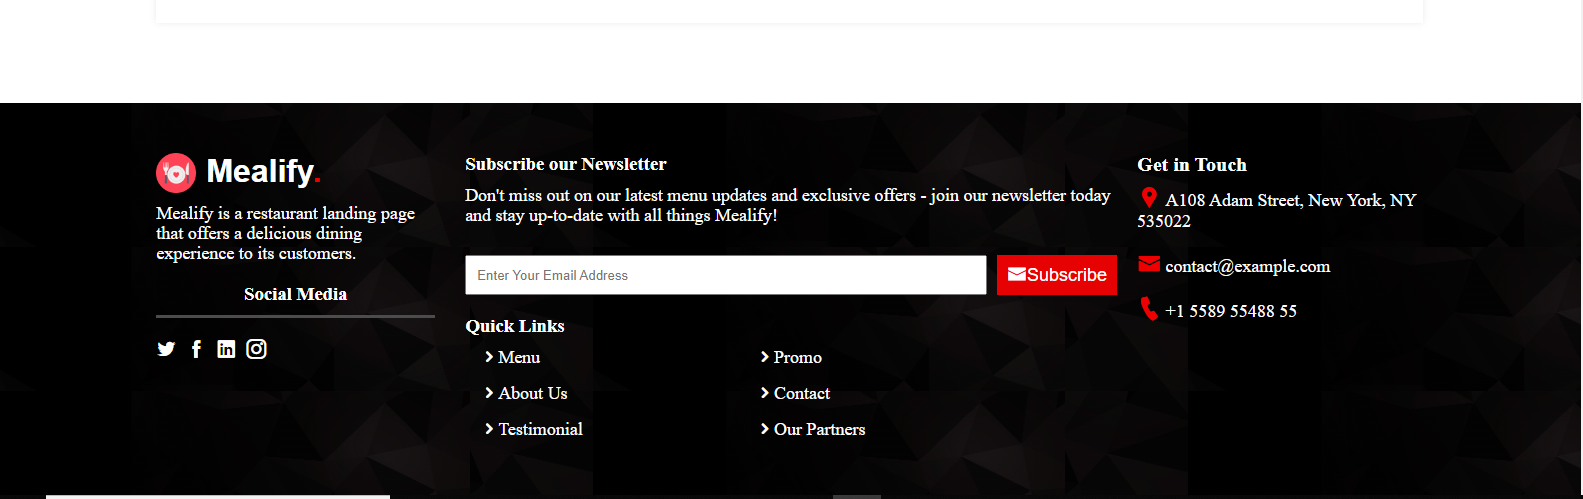 Mealify.
Mealify is a restaurant landing page
that offers a delicious dining
experience to its customers.
Social Media
Subscribe our Newsletter
Don't miss out on our latest menu updates and exclusive offers - join our newsletter today
and stay up-to-date with all things Mealify!
Enter Your Email Address
Subscribe
Quick Links
Menu
Promo
About Us
Contact
Testimonial
Our Partners
Get in Touch
A108 Adam Street, New York, NY
535022
contact@example.com
+1 5589 55488 55